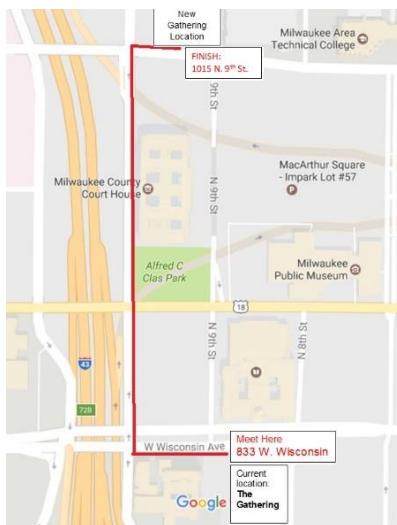 New
Gathering
Location
FINISH:
1015 N. 9th St.
Milwaukee Area
Technical College
N 9th St
MacArthur Square
- Impark Lot #57
P
Milwaukee County
Court House
N 9th St
Alfred C
Clas Park
Milwaukee
Public Museum
18
N 9th St
N 8th St
43
72B
W Wisconsin Ave
Meet Here
833 W. Wisconsin
Current
location:
The
Gathering
Google